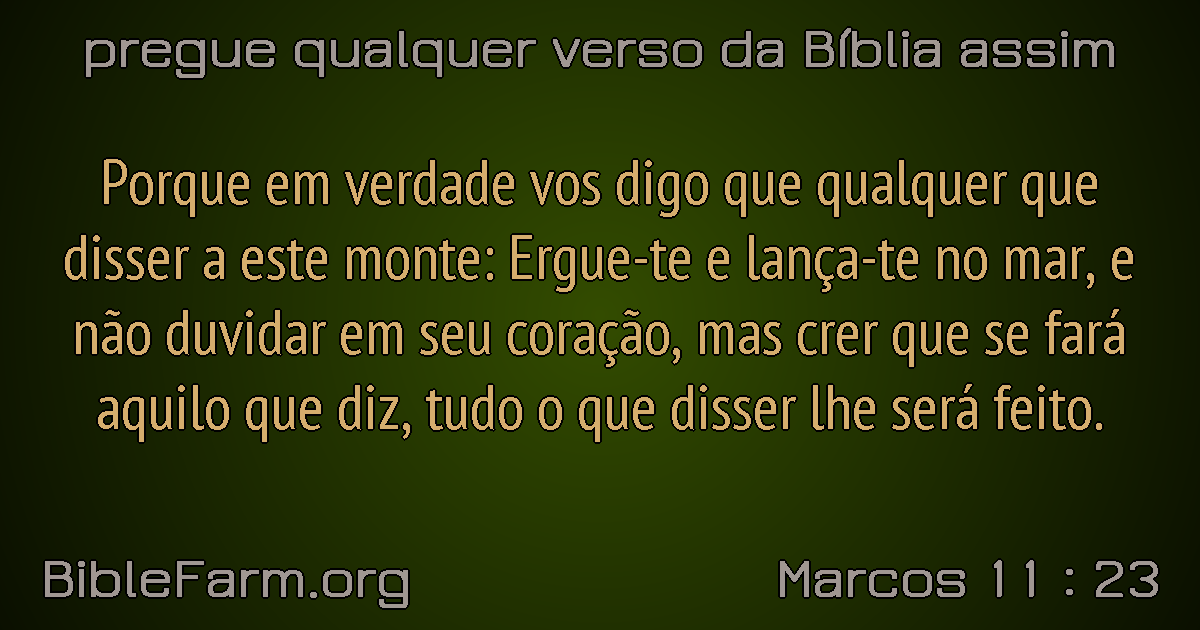 pregue qualquer verso da Bíblia assim
Porque em verdade vos digo que qualquer que
disser a este monte: Ergue-te e lança-te no mar, e
não duvidar em seu coração, mas crer que se fará
aquilo que diz, tudo o que disser lhe será feito.
BibleFarm.org
Marcos 11 : 23